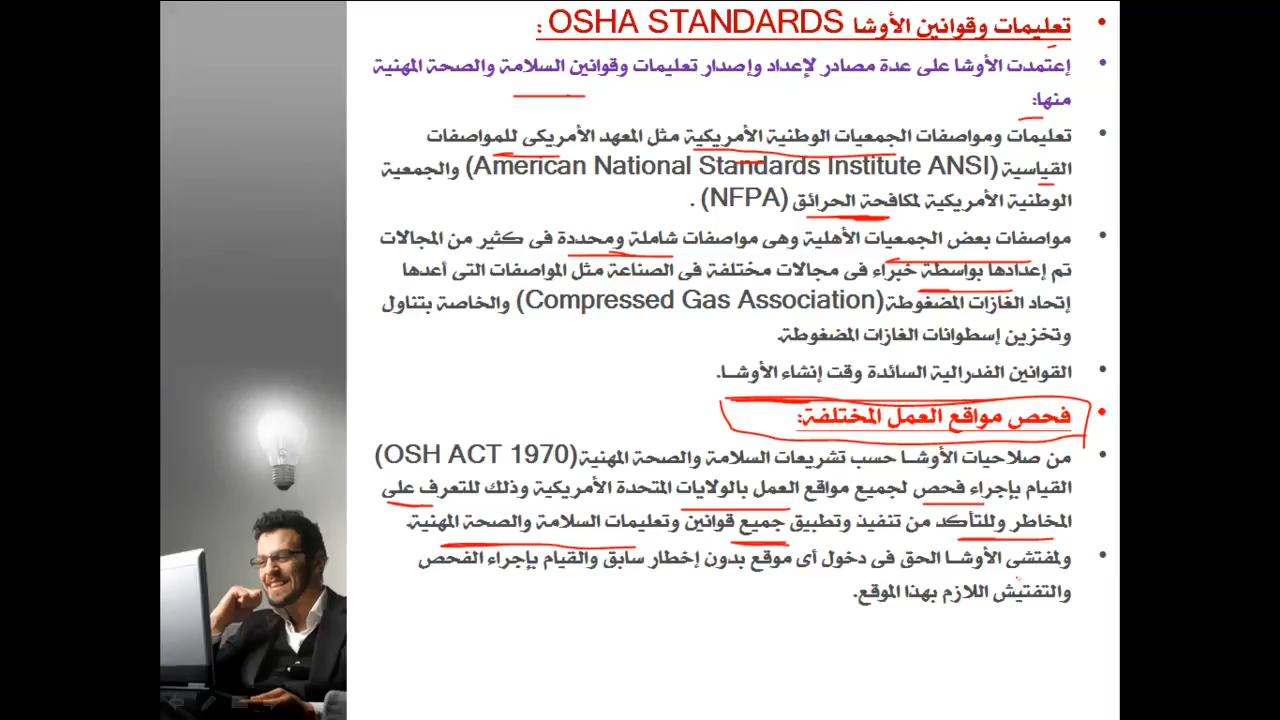 • تعليمات وقوانين الأوشا OSHA STANDARDS :
• إعتمدت الأوشا على عدة مصادر لإعداد وإصدار تعليمات وقوانين السلامة والصحة المهنية
منها:
• تعليمات ومواصفات الجمعيات الوطنية الأمريكية مثل المعهد الأمريكى للمواصفات
القياسية (American National Standards Institute ANSI) والجمعية
الوطنية الأمريكية لمكافحة الحرائق (NFPA) .
• مواصفات بعض الجمعيات الأهلية وهى مواصفات شاملة ومحددة فى كثير من المجالات
تم إعدادها بواسطة خبراء فى مجالات مختلفة فى الصناعة مثل المواصفات التى أعدها
إتحاد الغازات المضغوطة (Compressed Gas Association) والخاصة بتناول
وتخزين إسطوانات الغازات المضغوطة.
• القوانين الفدرالية السائدة وقت إنشاء الأوشا.
• فحص مواقع العمل المختلفة:
• من صلاحيات الأوشا حسب تشريعات السلامة والصحة المهنية (OSH ACT 1970)
القيام بإجراء فحص لجميع مواقع العمل بالولايات المتحدة الأمريكية وذلك للتعرف على
المخاطر وللتأكد من تنفيذ وتطبيق جميع قوانين وتعليمات السلامة والصحة المهنية.
• ولمفتشى الأوشا الحق فى دخول أى موقع بدون إخطار سابق والقيام بإجراء الفحص
والتفتيش اللازم بهذا الموقع.